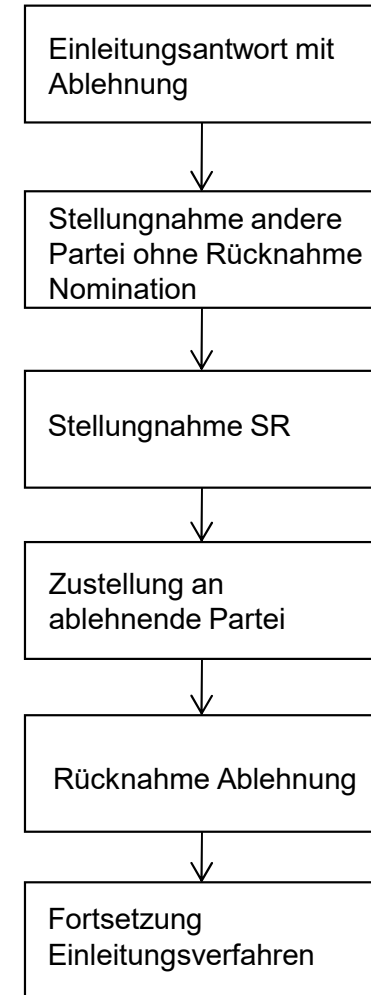 Einleitungsantwort mit
Ablehnung
Stellungnahme andere
Partei ohne Rücknahme
Nomination
Stellungnahme SR
Zustellung an
ablehnende Partei
Rücknahme Ablehnung
Fortsetzung
Einleitungsverfahren